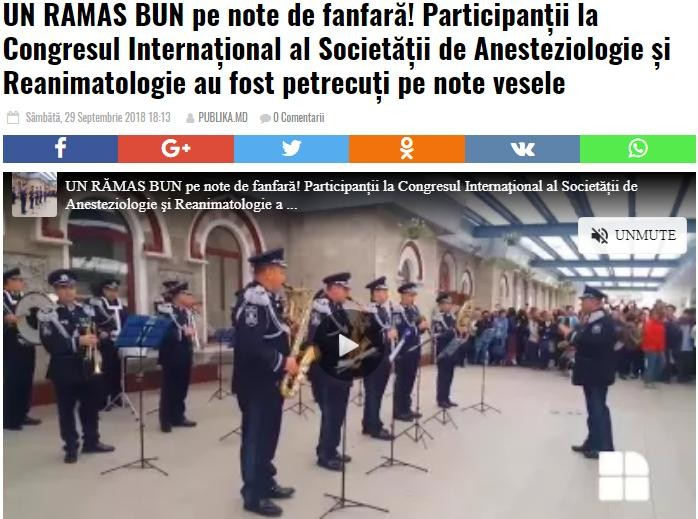 UN RĂMAS BUN pe note de fanfară! Participanții la
Congresul Internațional al Societății de Anesteziologie și
Reanimatologie au fost petrecuți pe note vesele
Sâmbătă, 29 Septembrie 2018 18:13 PUBLIKA.MD 0 Comentarii
UN RĂMAS BUN pe note de fanfară! Participanții la Congresul Internațional al Societății de
Anesteziologie și Reanimatologie a ...
UNMUTE